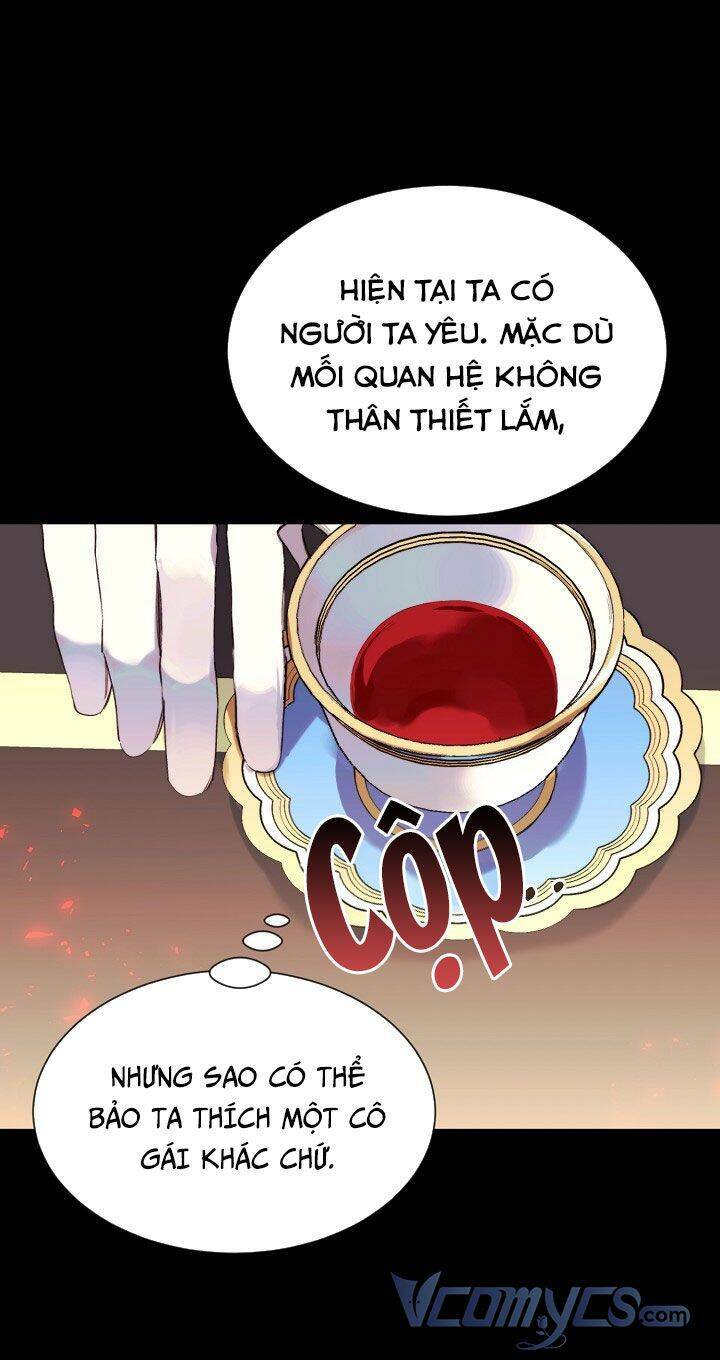 HIỆN TẠI TA CÓ
NGƯỜI TA YÊU. MẶC DÙ
MỐI QUAN HỆ KHÔNG
THÂN THIẾT LẮM,
Cộp...
NHƯNG SAO CÓ THỂ
BẢO TA THÍCH MỘT CÔ
GÁI KHÁC CHỨ.
Vcomycs.com